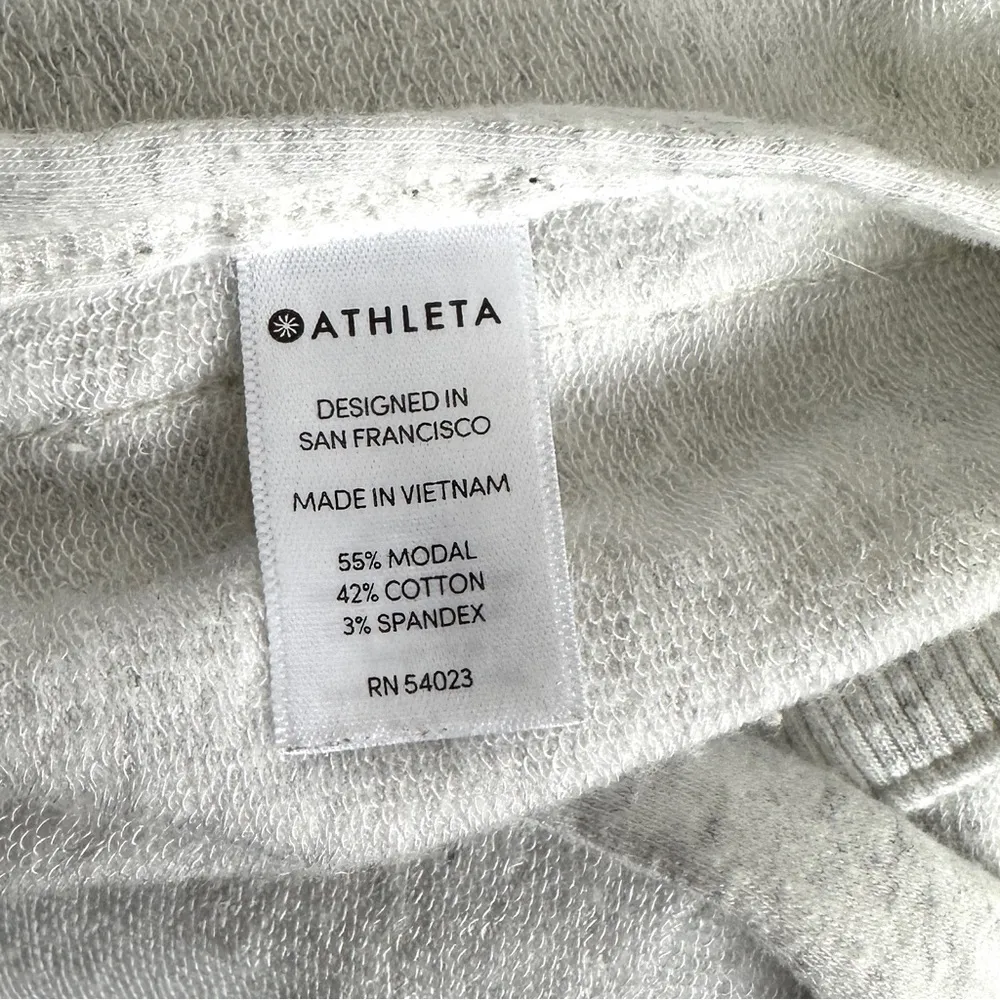 ATHLETA
DESIGNED IN
SAN FRANCISCO
MADE IN VIETNAM
55% MODAL
42% COTTON
3% SPANDEX
RN 54023